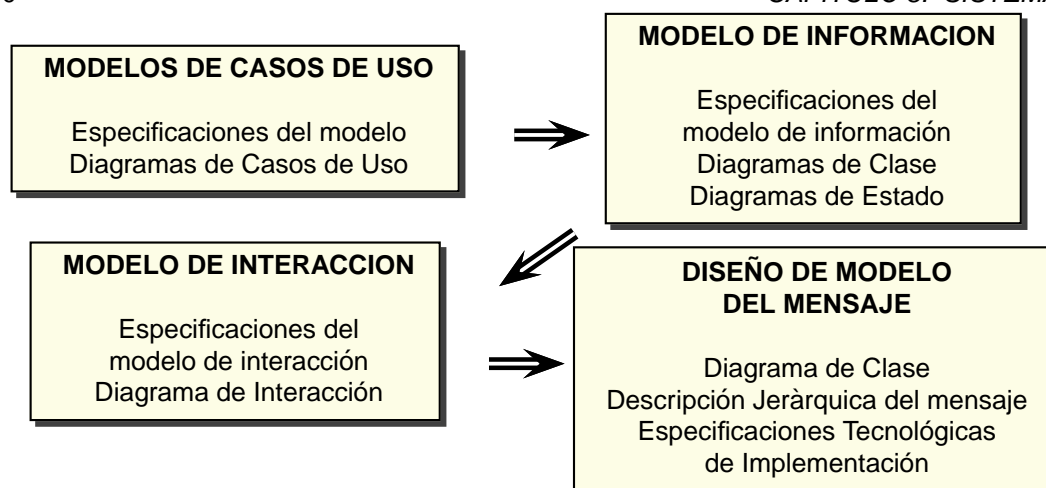 MODELOS DE CASOS DE USO
Especificaciones del modelo
Diagramas de Casos de Uso
MODELO DE INFORMACION
Especificaciones del
modelo de información
Diagramas de Clase
Diagramas de Estado
MODELO DE INTERACCION
Especificaciones del
modelo de interacción
Diagrama de Interacción
DISEÑO DE MODELO
DEL MENSAJE
Diagrama de Clase
Descripción Jeràrquica del mensaje
Especificaciones Tecnológicas
de Implementación